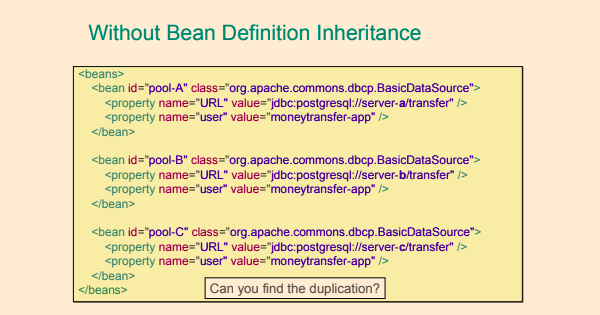 Without Bean Definition Inheritance
<beans>
<bean id="pool-A" class="org.apache.commons.dbcp.BasicDataSource">
<property name="URL" value="jdbc:postgresql://server-a/transfer" />
<property name="user" value="moneytransfer-app" />
</bean>
<bean id="pool-B" class="org.apache.commons.dbcp.BasicDataSource">
<property name="URL" value="jdbc:postgresql://server-b/transfer" />
<property name="user" value="moneytransfer-app" />
</bean>
<bean id="pool-C" class="org.apache.commons.dbcp.BasicDataSource">
<property name="URL" value="jdbc:postgresql://server-c/transfer" />
<property name="user" value="moneytransfer-app" />
</bean>
</beans>
Can you find the duplication?